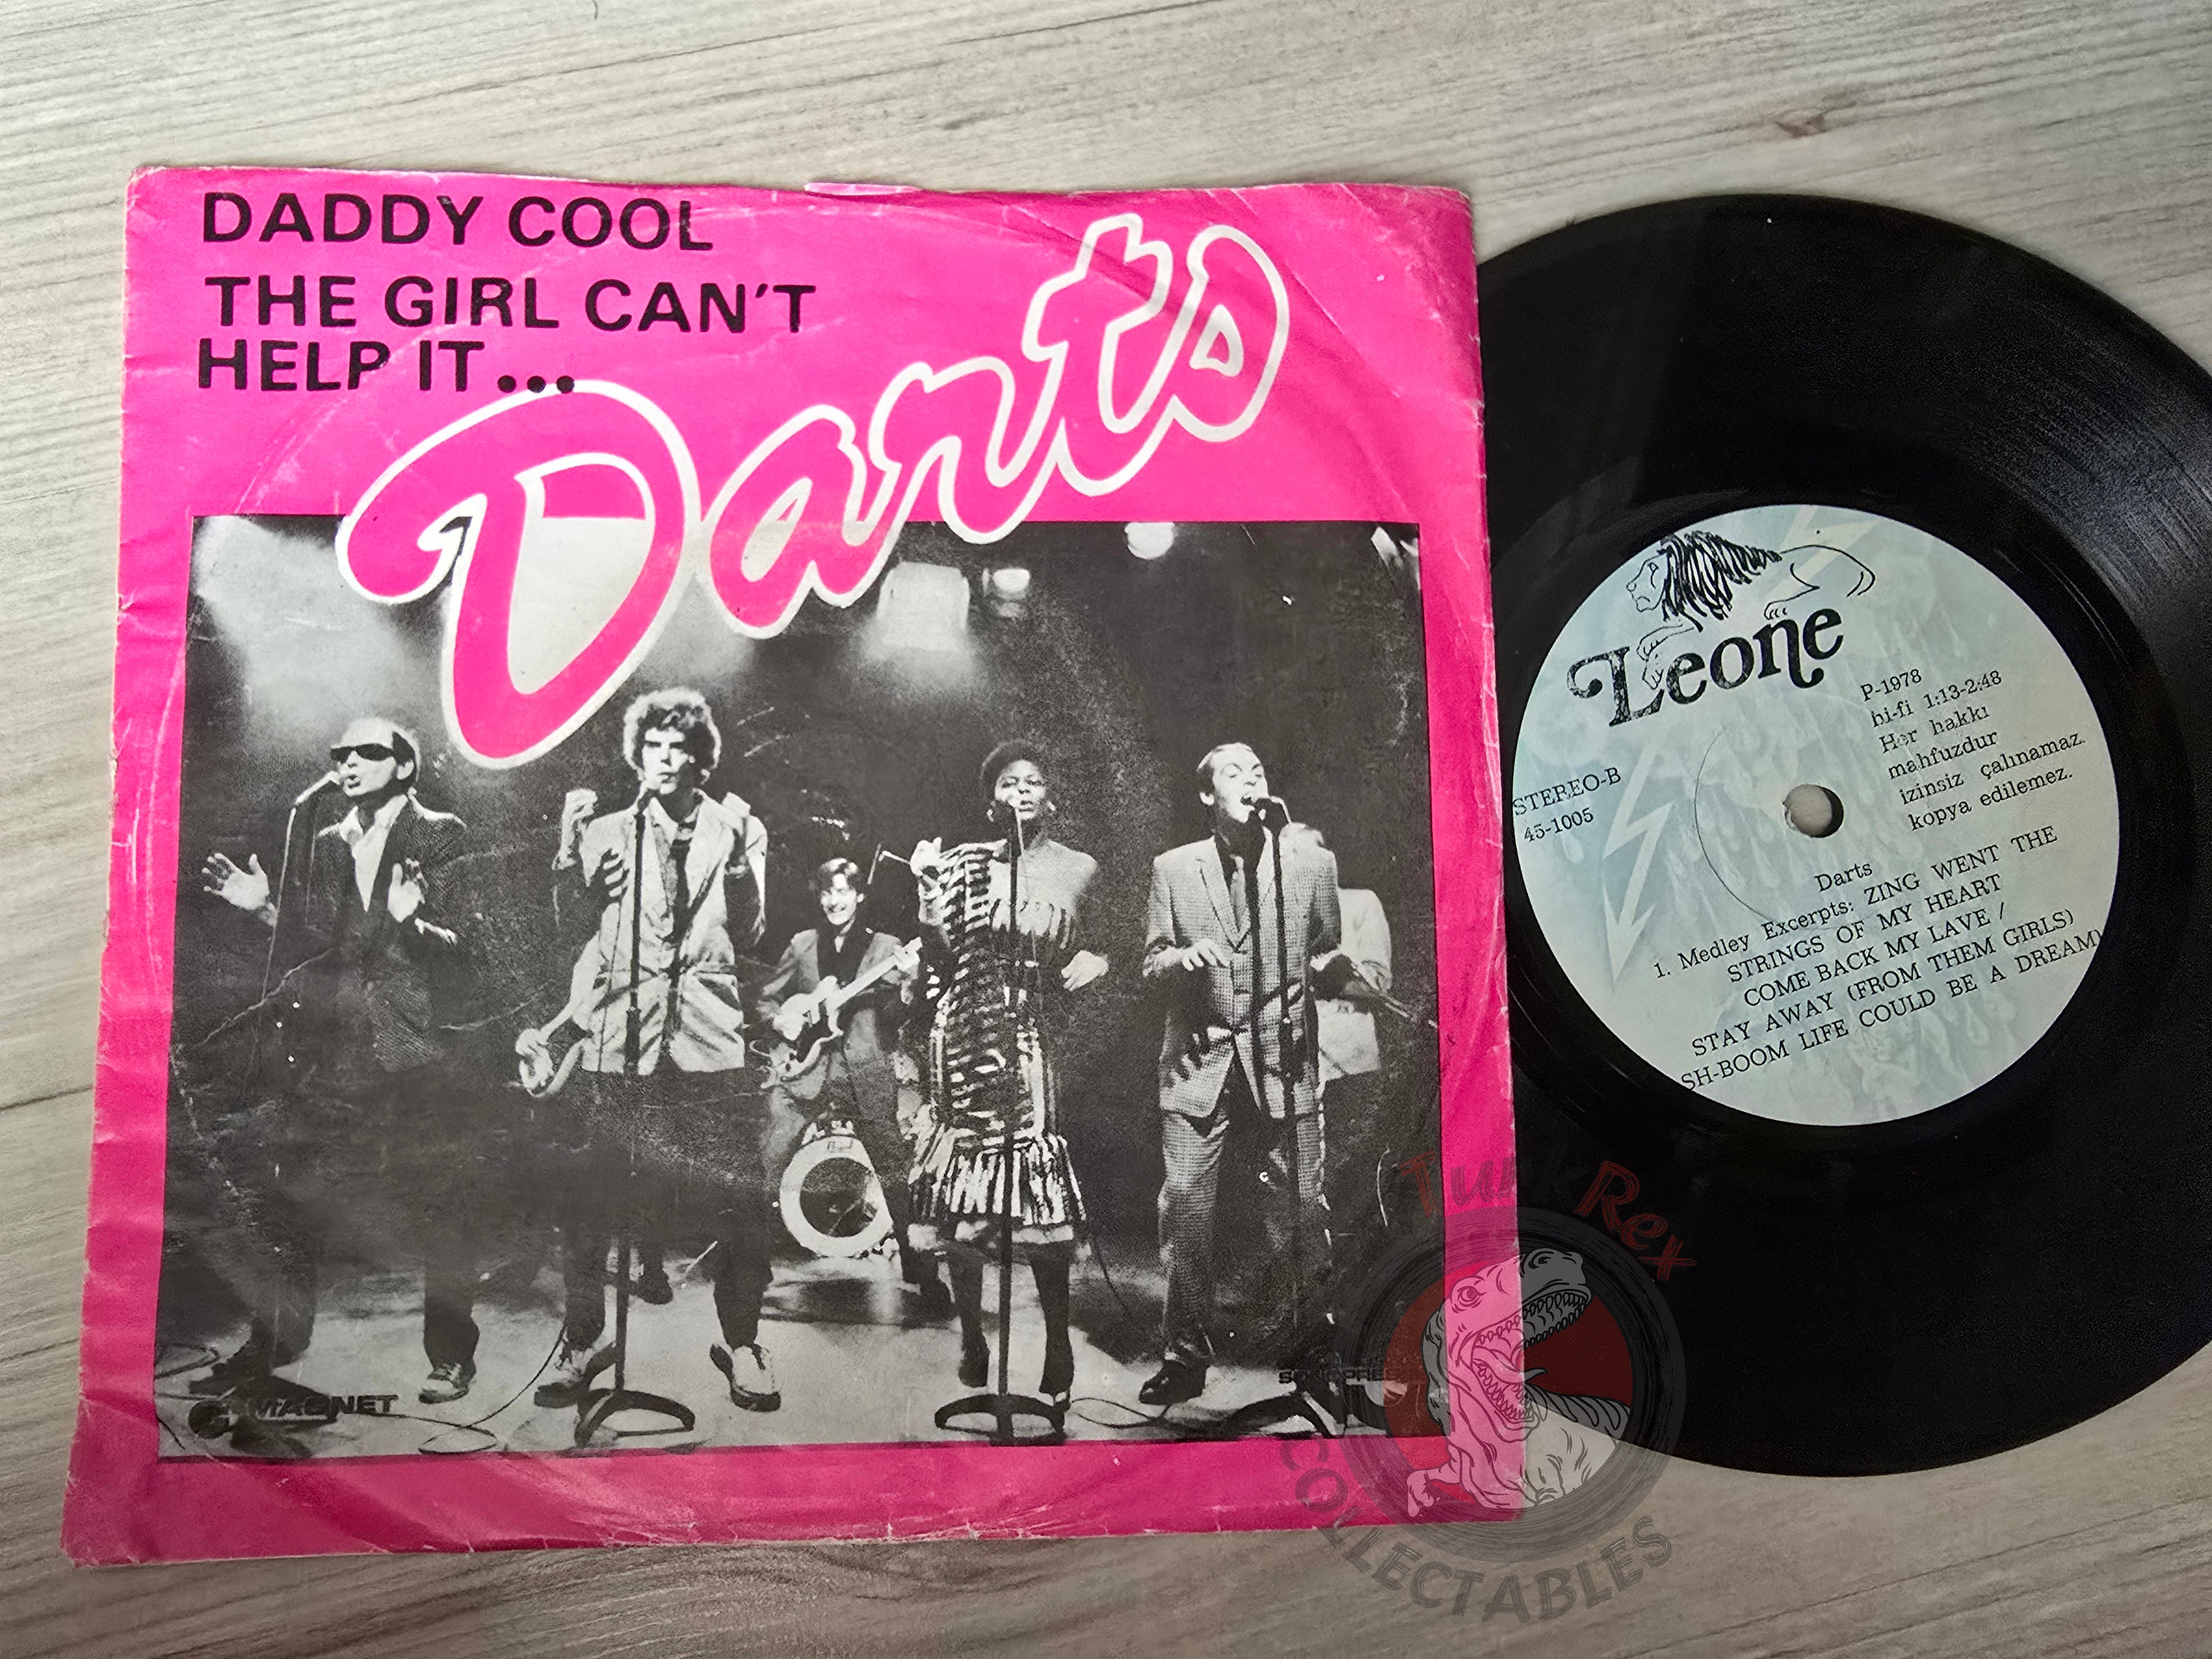 DADDY COOL
THE GIRL CAN'T
HELP IT...
Darts
MAGNET
Leone
P-1978
hi-fi 1:13-2:48
Her hakkı
mahfuzdur
izinsiz çalınamaz.
kopya edilemez.
STEREO-B
45-1005
Darts
1. Medley Excerpts: ZING WENT THE
STRINGS OF MY HEART
COME BACK MY LAVE /
STAY AWAY (FROM THEM GIRLS)
SH-BOOM LIFE COULD BE A DREAM)
TurkRex
COLLECTABLES